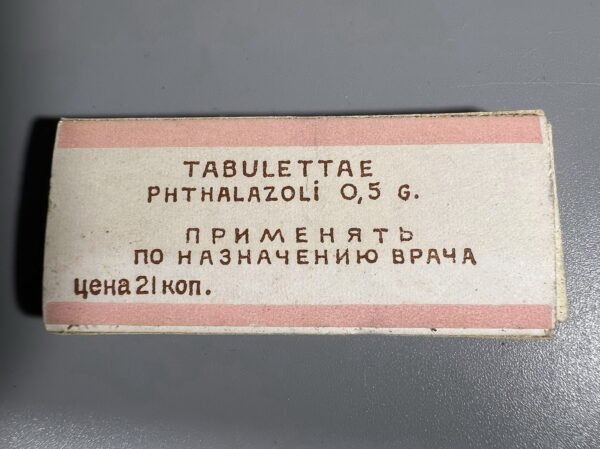 TABULETTAE
PHTHALAZOLi 0,5 G.
ПРИМЕНЯТЬ
ПО НАЗНАЧЕНИЮ ВРАЧА
цена 21 коп.